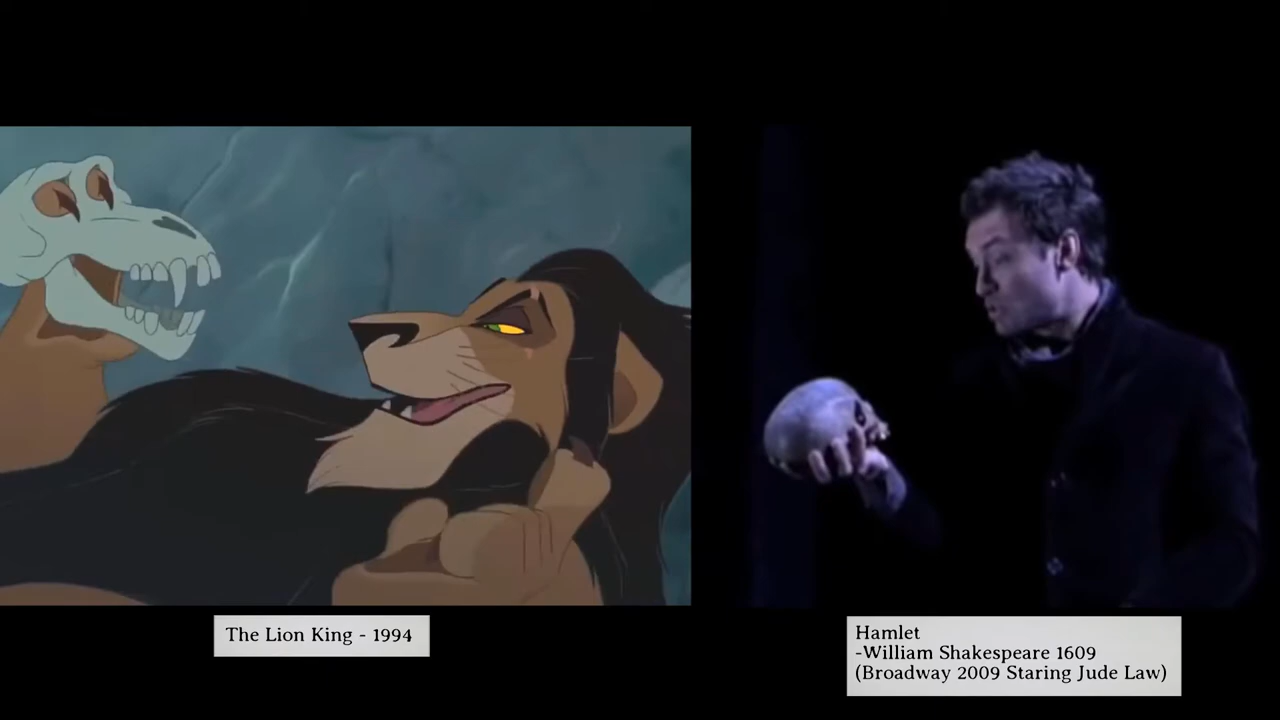 The Lion King - 1994
Hamlet
-William Shakespeare 1609
(Broadway 2009 Staring Jude Law)